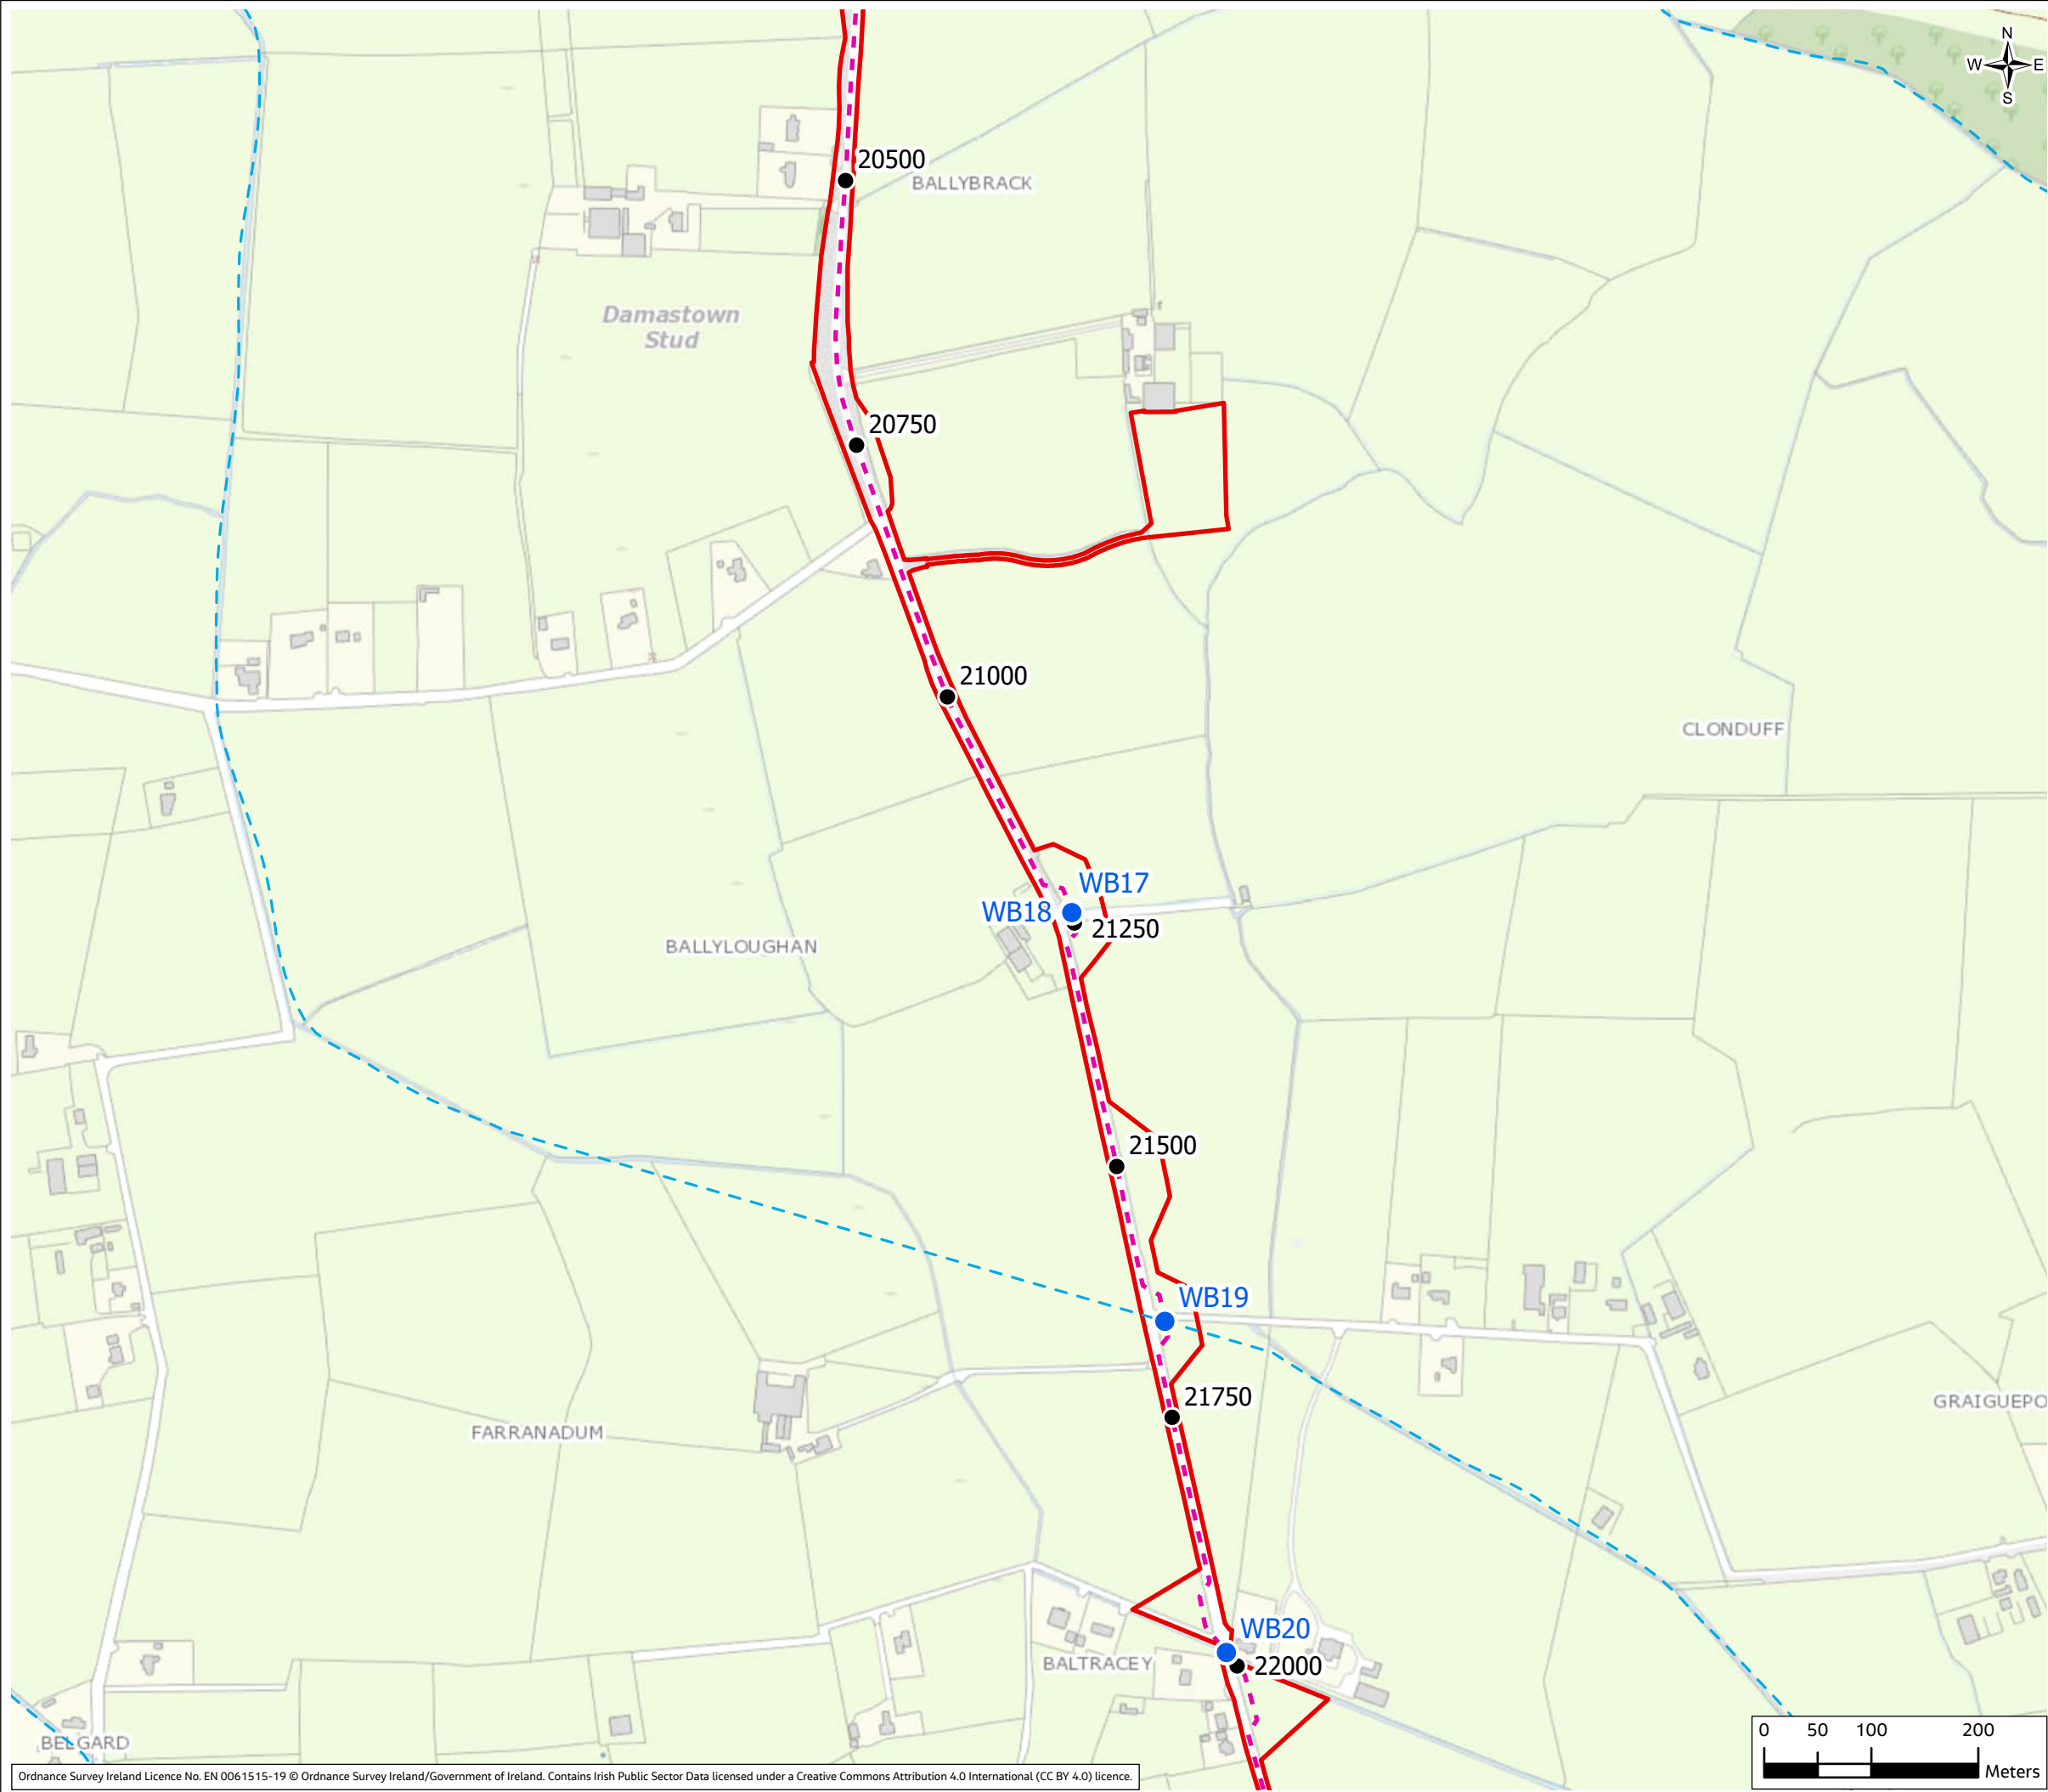 N
W E
S
20500
BALLYBRACK
Damastown
Stud
20750
21000
CLONDUFF
WB17
WB18
21250
BALLYLOUGHAN
21500
WB19
21750
GRAIGUEPO
FARRANADUM
WB20
BALTRACEY
22000
BELGARD
0 50 100 200
Meters
Ordnance Survey Ireland Licence No. EN 0061515-19 © Ordnance Survey Ireland/Government of Ireland. Contains Irish Public Sector Data licensed under a Creative Commons Attribution 4.0 International (CC BY 4.0) licence.